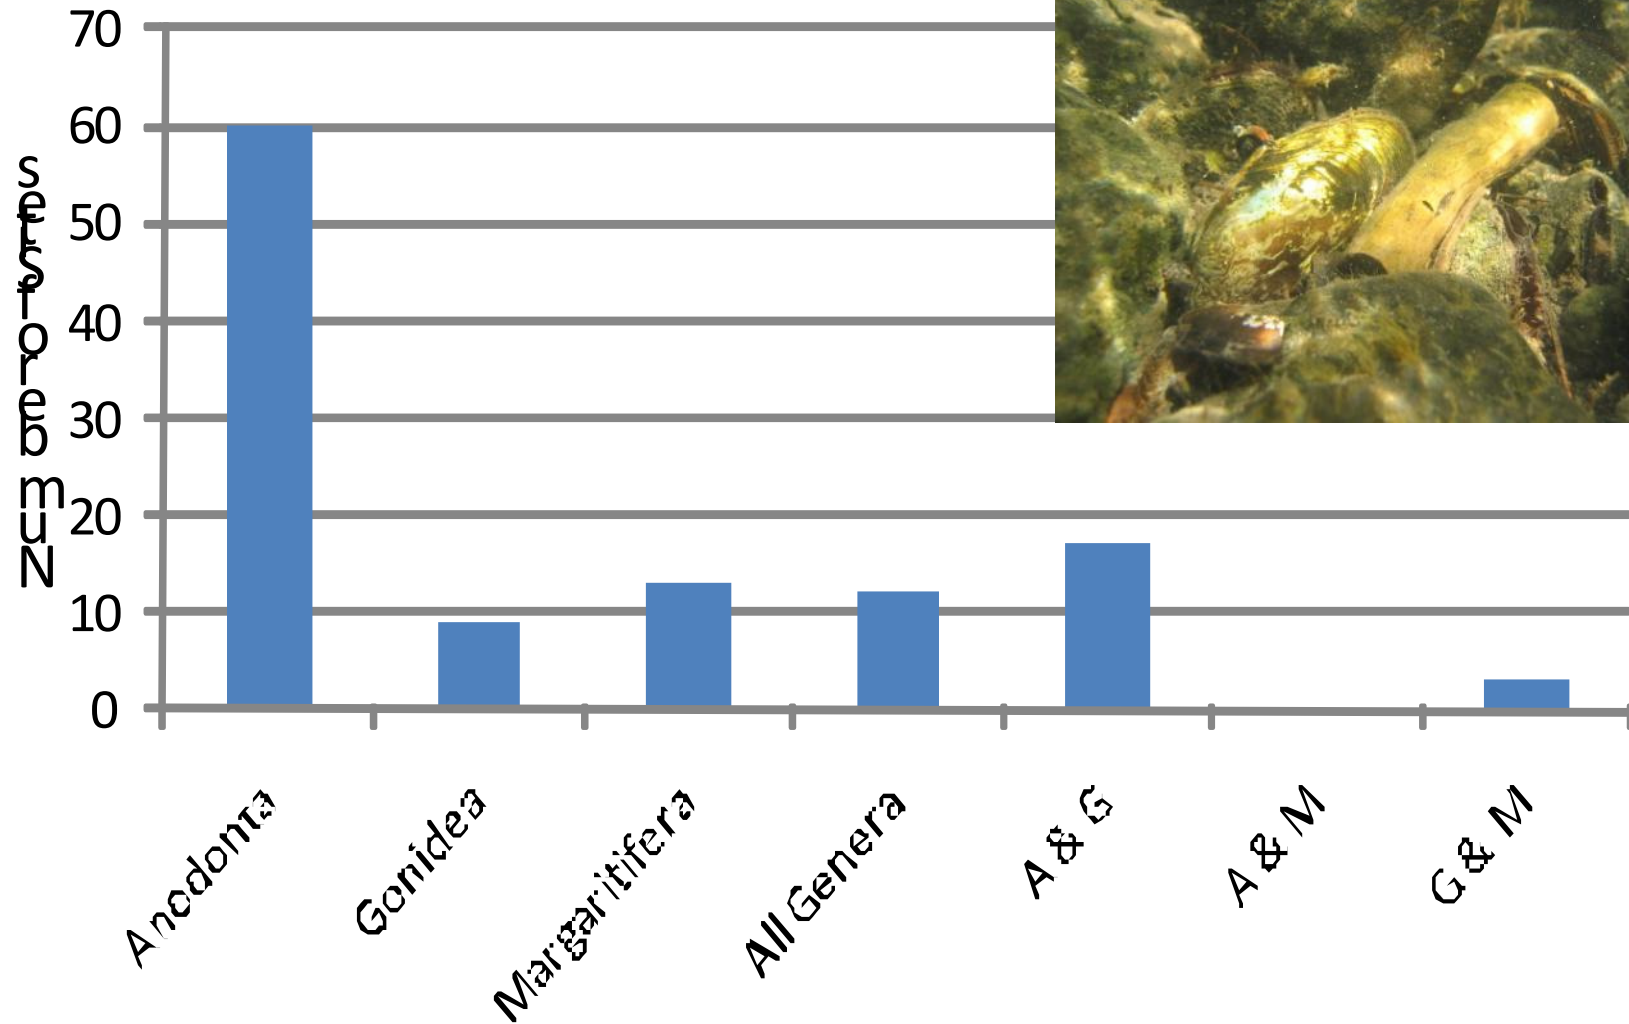 70
60
50
40
30
20
10
0
Number of Sites
Anodonta
Gonidea
Margaritifera
All Genera
A & G
A & M
G & M